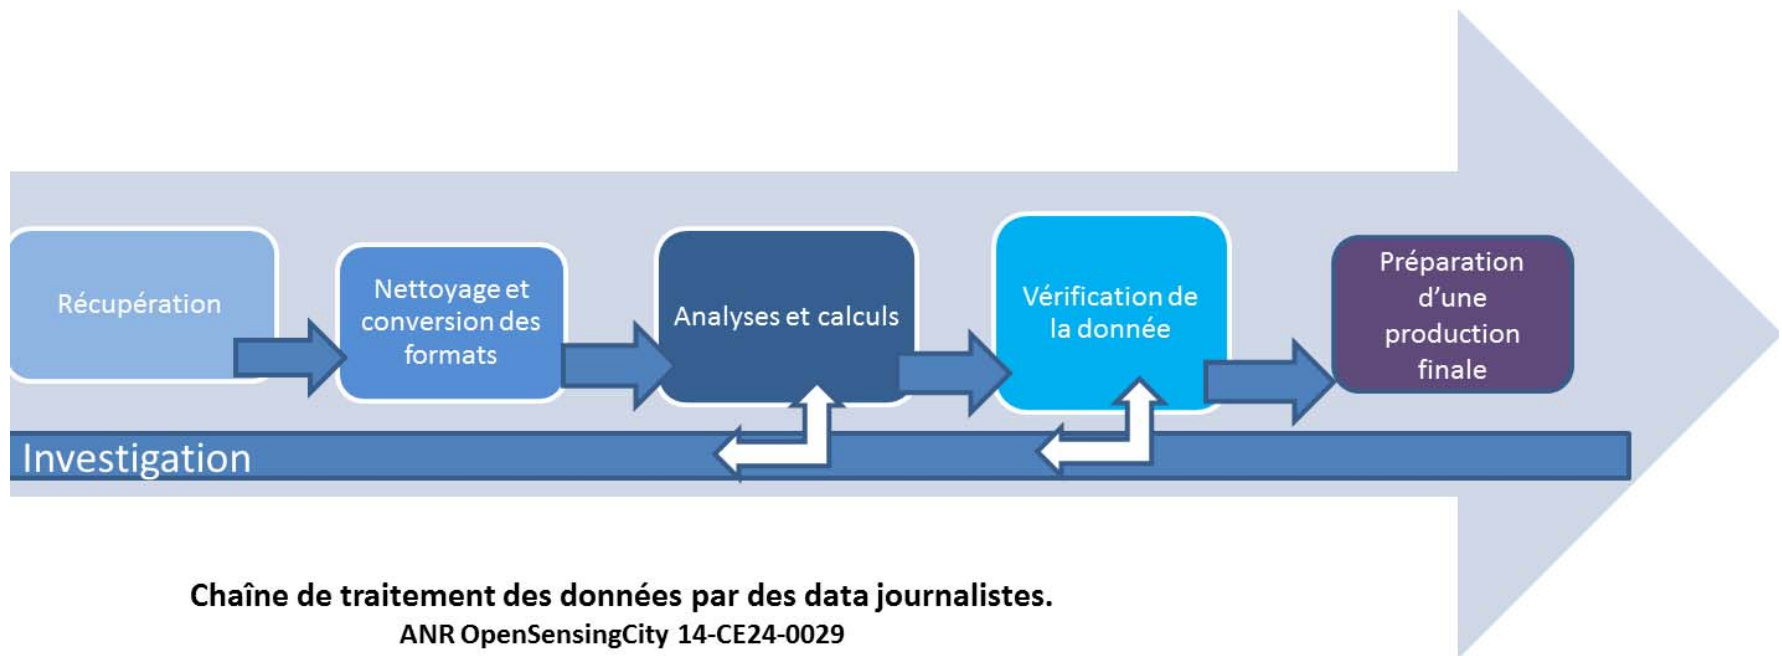 Récupération
Nettoyage et
conversion des
formats
Analyses et calculs
Vérification de
la donnée
Préparation
d’une
production
finale
Investigation
Chaîne de traitement des données par des data journalistes.
ANR OpenSensingCity 14-CE24-0029